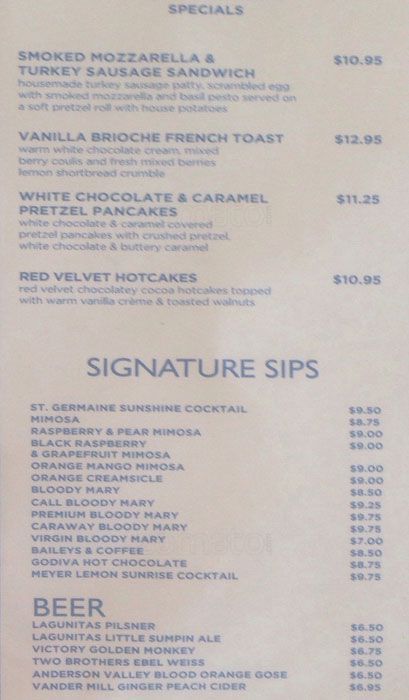 SPECIALS
SMOKED MOZZARELLA & $10.95
TURKEY SAUSAGE SANDWICH
housemade turkey sausage patty, scrambled egg
with smoked mozzarella and basil pesto served on
a soft pretzel roll with house potatoes
VANILLA BRIOCHE FRENCH TOAST $12.95
warm white chocolate cream, mixed
berry coulis and fresh mixed berries
lemon shortbread crumble
WHITE CHOCOLATE & CARAMEL $11.25
PRETZEL PANCAKES
white chocolate & caramel covered
pretzel pancakes with crushed pretzel,
white chocolate & buttery caramel
RED VELVET HOTCAKES $10.95
red velvet chocolatey cocoa hotcakes topped
with warm vanilla crème & toasted walnuts
SIGNATURE SIPS
ST. GERMAINE SUNSHINE COCKTAIL $9.50
MIMOSA $8.75
RASPBERRY & PEAR MIMOSA $9.00
BLACK RASPBERRY $9.00
& GRAPEFRUIT MIMOSA
ORANGE MANGO MIMOSA $9.00
ORANGE CREAMSICLE $9.00
BLOODY MARY $8.50
CALL BLOODY MARY $9.25
PREMIUM BLOODY MARY $9.75
CARAWAY BLOODY MARY $9.75
VIRGIN BLOODY MARY $7.00
BAILEYS & COFFEE $8.50
GODIVA HOT CHOCOLATE $8.75
MEYER LEMON SUNRISE COCKTAIL $9.75
BEER
LAGUNITAS PILSNER $6.50
LAGUNITAS LITTLE SUMPIN ALE $6.50
VICTORY GOLDEN MONKEY $6.75
TWO BROTHERS EBEL WEISS $6.50
ANDERSON VALLEY BLOOD ORANGE GOSE $6.50
VANDER MILL GINGER PEACH CIDER $6.95